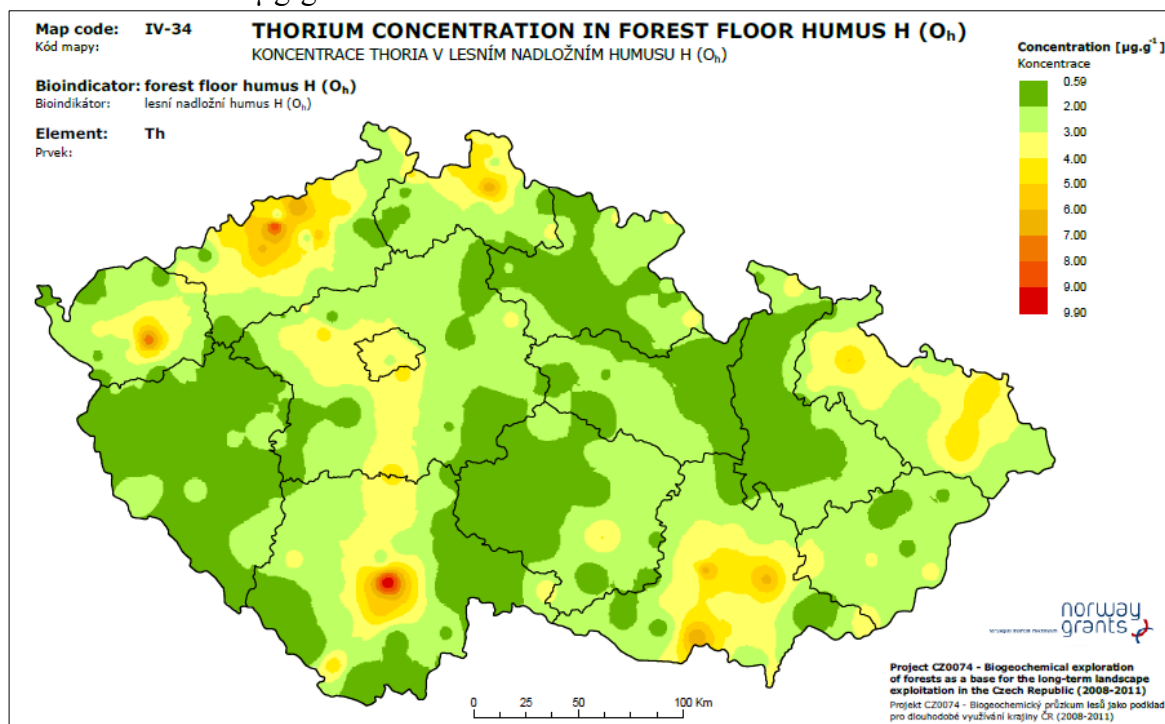 Map code: IV-34
Kód mapy:
THORIUM CONCENTRATION IN FOREST FLOOR HUMUS H (Oh)
KONCENTRACE THORIA V LESNÍM NADLOŽNÍM HUMUSU H (Oh)
Bioindicator: forest floor humus H (Oh)
Bioindikátor: lesní nadložní humus H (Oh)
Element: Th
Prvek:
Concentration [µg.g-1]
Koncentrace
0.59
2.00
3.00
4.00
5.00
6.00
7.00
8.00
9.00
9.90
0 25 50 100 Km
norway
grants
Project CZ0074 - Biogeochemical exploration
of forests as a base for the long-term landscape
exploitation in the Czech Republic (2008-2011)
Projekt CZ0074 - Biogeochemický průzkum lesů jako podklad
pro dlouhodobé využívání krajiny ČR (2008-2011)